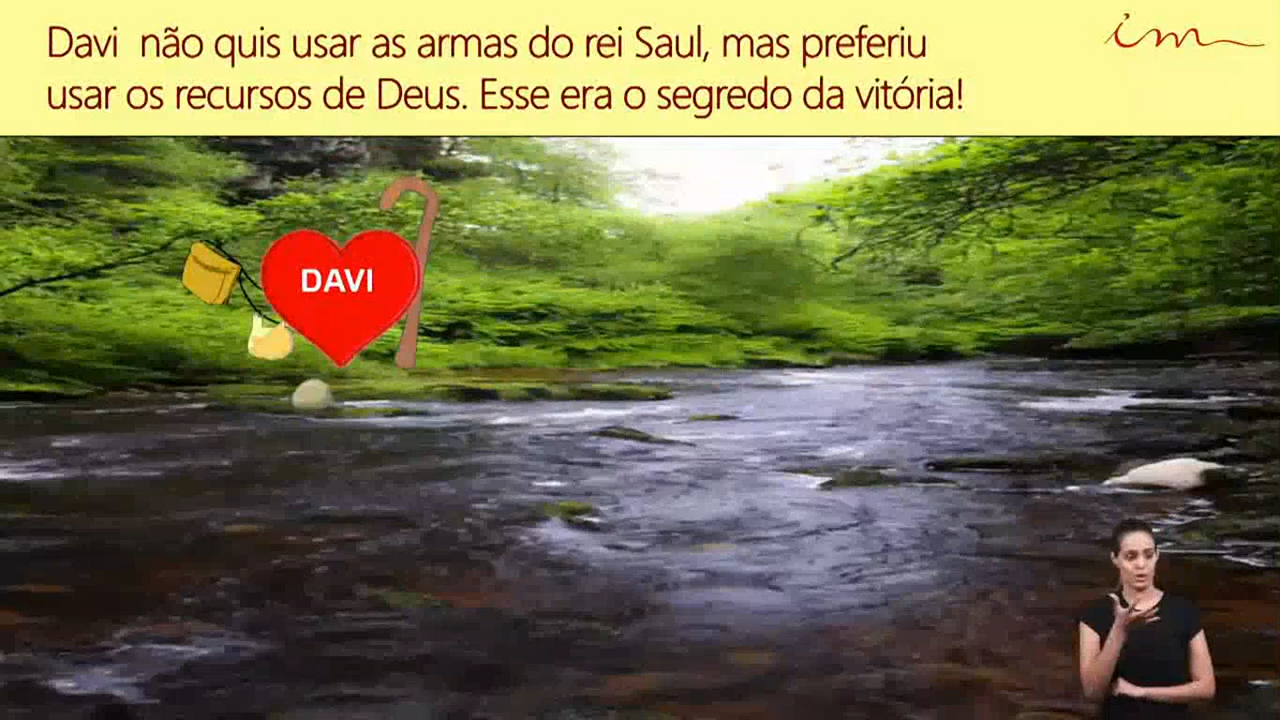 Davi não quis usar as armas do rei Saul, mas preferiu
im
usar os recursos de Deus. Esse era o segredo da vitória!
DAVI